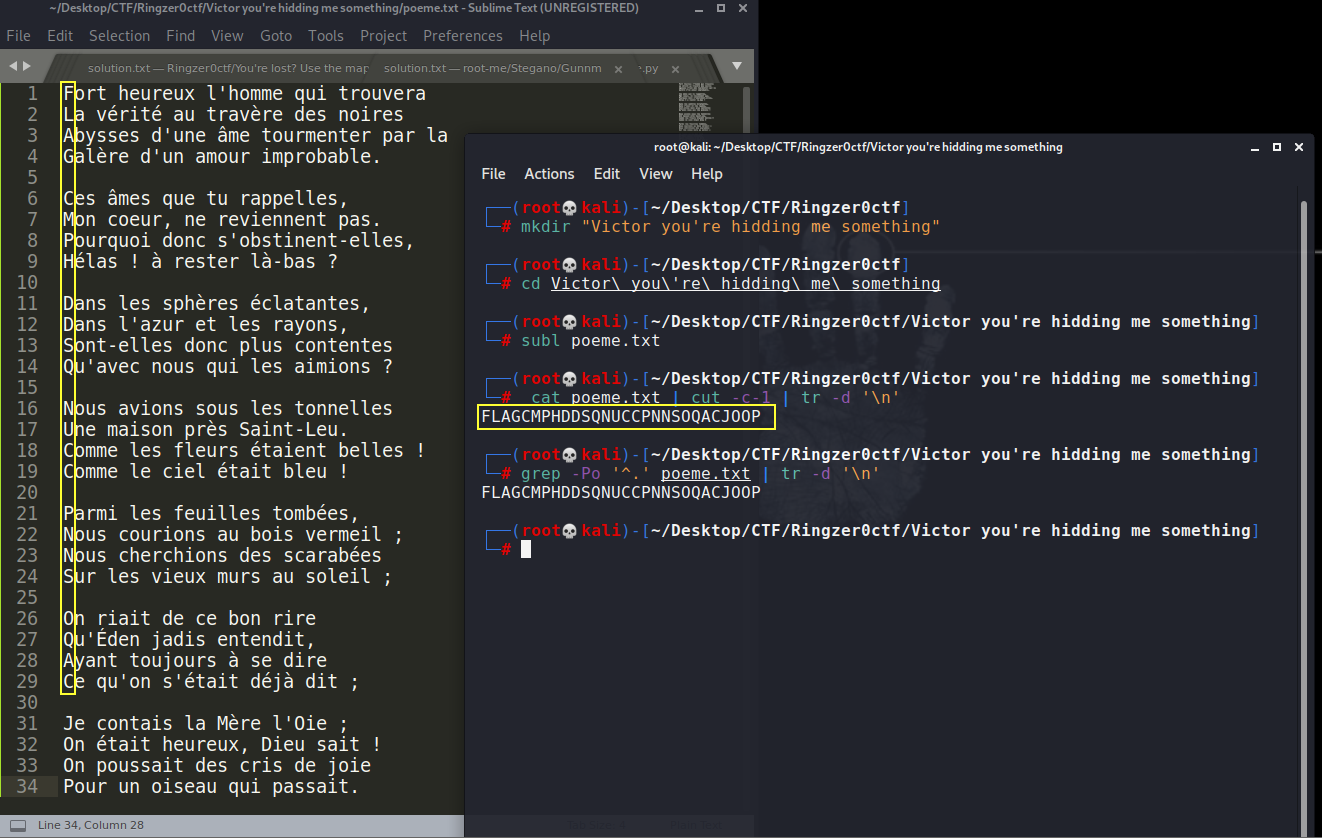 ~/Desktop/CTF/Ringzer0ctf/Victor you're hidding me something/poeme.txt - Sublime Text (UNREGISTERED)
File Edit Selection Find View Goto Tools Project Preferences Help
solution.txt — Ringzer0ctf/You're lost? Use the map solution.txt — root-me/Stegano/Gunnm .py
1 Fort heureux l'homme qui trouvera
2 La vérité au travère des noires
3 Abysses d'une âme tourmenter par la
4 Galère d'un amour improbable.
5
6 Ces âmes que tu rappelles,
7 Mon coeur, ne reviennent pas.
8 Pourquoi donc s'obstinent-elles,
9 Hélas ! à rester là-bas ?
10
11 Dans les sphères éclatantes,
12 Dans l'azur et les rayons,
13 Sont-elles donc plus contentes
14 Qu'avec nous qui les aimions ?
15
16 Nous avions sous les tonnelles
17 Une maison près Saint-Leu.
18 Comme les fleurs étaient belles !
19 Comme le ciel était bleu !
20
21 Parmi les feuilles tombées,
22 Nous courions au bois vermeil ;
23 Nous cherchions des scarabées
24 Sur les vieux murs au soleil ;
25
26 On riait de ce bon rire
27 Qu'Éden jadis entendit,
28 Ayant toujours à se dire
29 Ce qu'on s'était déjà dit ;
30
31 Je contais la Mère l'Oie ;
32 On était heureux, Dieu sait !
33 On poussait des cris de joie
34 Pour un oiseau qui passait.
Line 34, Column 28
root@kali: ~/Desktop/CTF/Ringzer0ctf/Victor you're hidding me something
File Actions Edit View Help
┌──(root💀kali)-[~/Desktop/CTF/Ringzer0ctf]
└─# mkdir "Victor you're hidding me something"
┌──(root💀kali)-[~/Desktop/CTF/Ringzer0ctf]
└─# cd Victor\ you\'re\ hidding\ me\ something
┌──(root💀kali)-[~/Desktop/CTF/Ringzer0ctf/Victor you're hidding me something]
└─# subl poeme.txt
┌──(root💀kali)-[~/Desktop/CTF/Ringzer0ctf/Victor you're hidding me something]
└─#  cat poeme.txt | cut -c-1 | tr -d '\n'
FLAGCMPHDDSQNUCCPNNSOQACJOOP
┌──(root💀kali)-[~/Desktop/CTF/Ringzer0ctf/Victor you're hidding me something]
└─# grep -Po '^.' poeme.txt | tr -d '\n'
FLAGCMPHDDSQNUCCPNNSOQACJOOP
┌──(root💀kali)-[~/Desktop/CTF/Ringzer0ctf/Victor you're hidding me something]
└─#